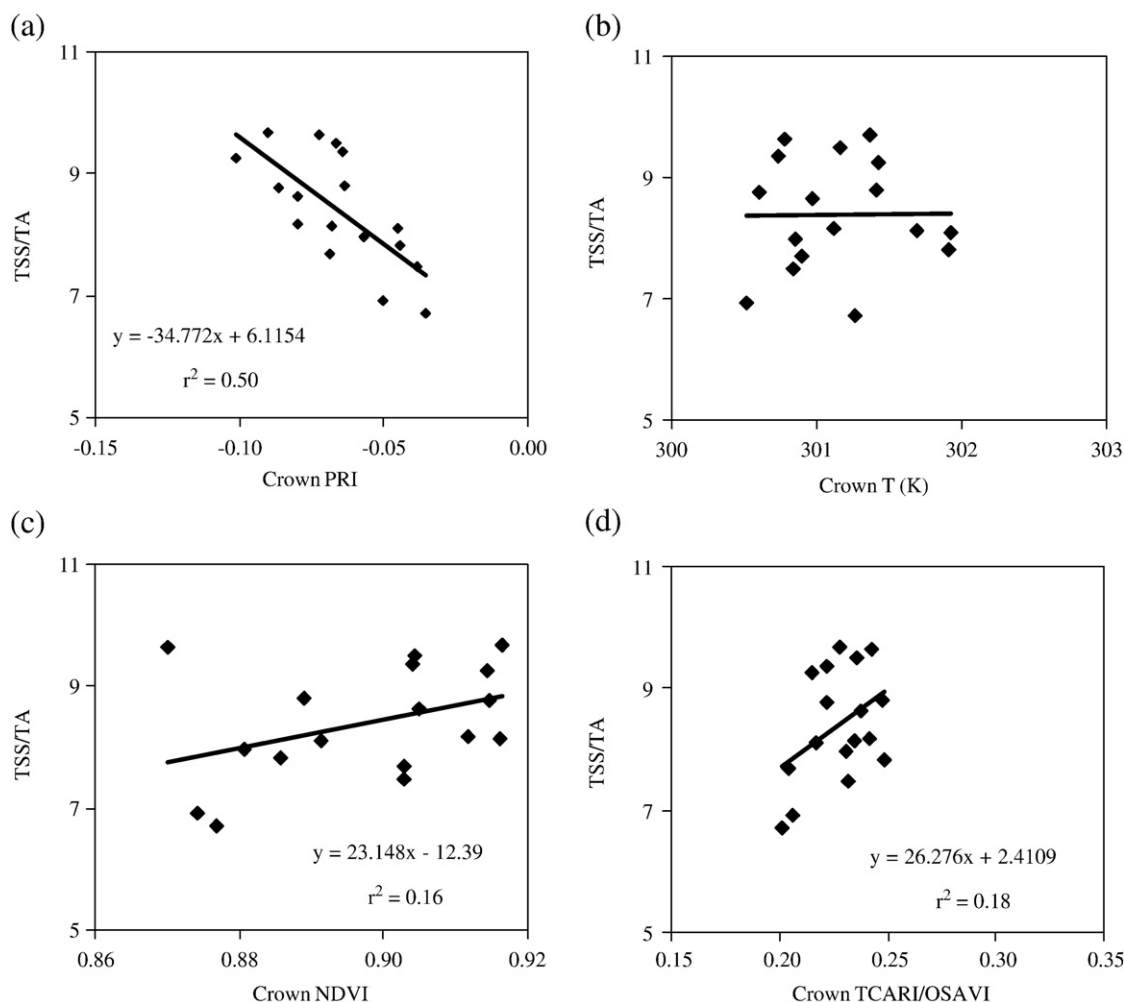 (a)
11
9
7
5
TSS/TA
y = -34.772x + 6.1154
r² = 0.50
-0.15
-0.10
-0.05
0.00
Crown PRI
(b)
11
9
7
5
TSS/TA
300
301
302
303
Crown T (K)
(c)
11
9
7
5
TSS/TA
y = 23.148x - 12.39
r² = 0.16
0.86
0.88
0.90
0.92
Crown NDVI
(d)
11
9
7
5
TSS/TA
y = 26.276x + 2.4109
r² = 0.18
0.15
0.20
0.25
0.30
0.35
Crown TCARI/OSAVI